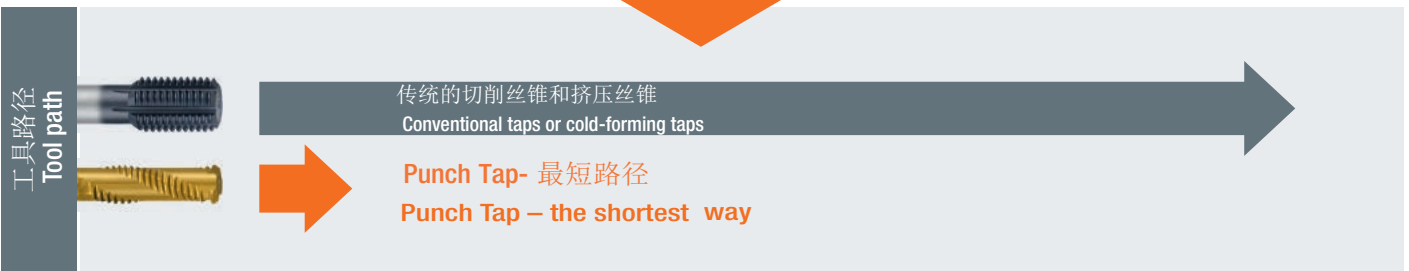 工具路径
Tool path
传统的切削丝锥和挤压丝锥
Conventional taps or cold-forming taps
Punch Tap- 最短路径
Punch Tap – the shortest way